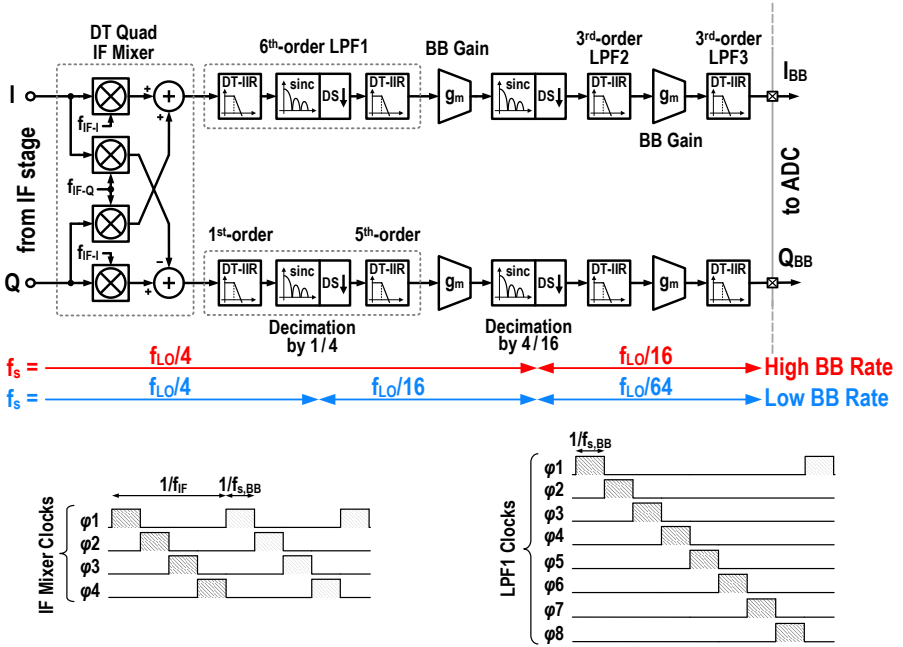 DT Quad
IF Mixer
6th-order LPF1
BB Gain
3rd-order
LPF2
3rd-order
LPF3
I
from IF stage
Q
fIF-I
fIF-Q
fIF-I
+
+
+
+
−
+
DT-IIR
sinc
DS↓
DT-IIR
gm
sinc
DS↓
DT-IIR
gm
DT-IIR
IBB
BB Gain
to ADC
QBB
1st-order
5th-order
DT-IIR
sinc
DS↓
DT-IIR
gm
sinc
DS↓
DT-IIR
gm
DT-IIR
Decimation
by 1/4
Decimation
by 4/16
fs =
fLO/4
fLO/16
High BB Rate
fs =
fLO/4
fLO/16
fLO/64
Low BB Rate
IF Mixer Clocks
1/fIF
1/fs,BB
φ1
φ2
φ3
φ4
LPF1 Clocks
1/fs,BB
φ1
φ2
φ3
φ4
φ5
φ6
φ7
φ8